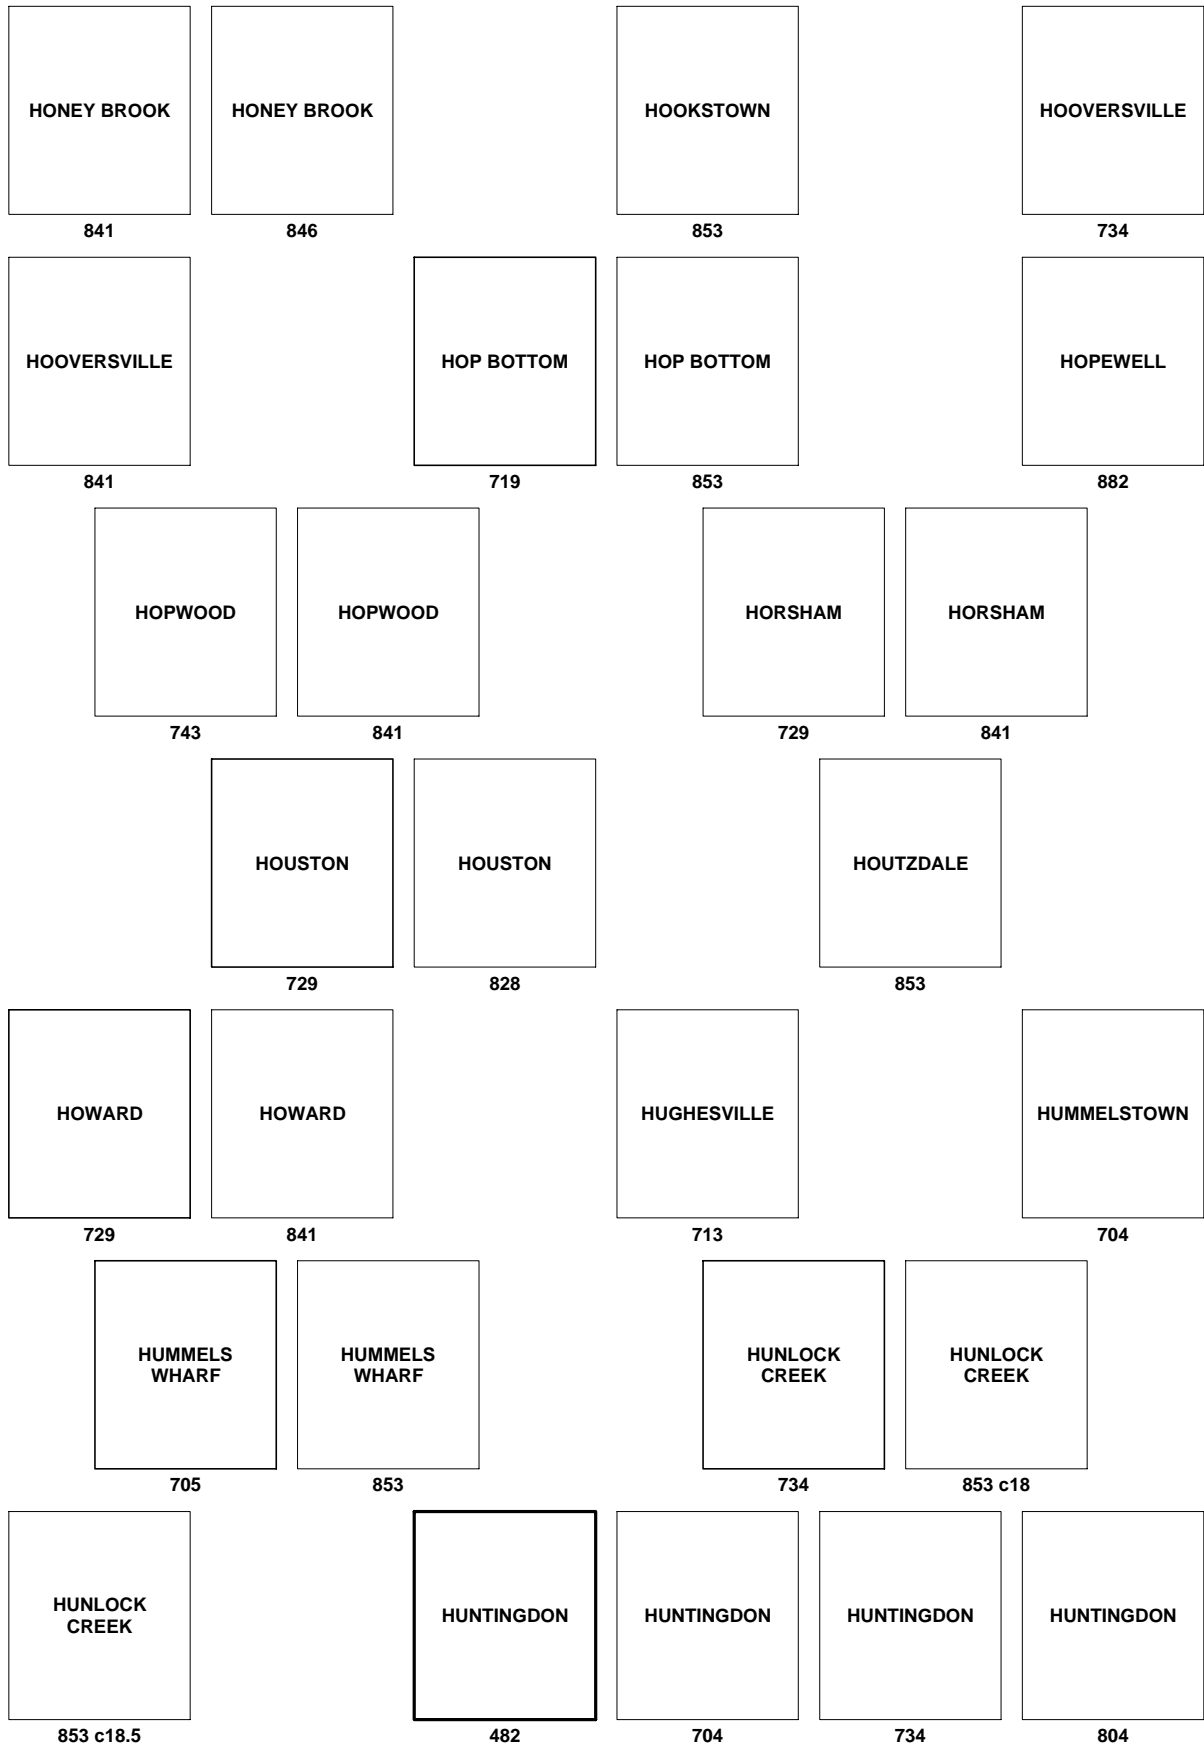 HONEY BROOK HONEY BROOK HOOKSTOWN HOOVERSVILLE
841 846 853 734
HOOVERSVILLE HOP BOTTOM HOP BOTTOM HOPEWELL
841 719 853 882
HOPWOOD HOPWOOD HORSHAM HORSHAM
743 841 729 841
HOUSTON HOUSTON HOUTZDALE
729 828 853
HOWARD HOWARD HUGHESVILLE HUMMELSTOWN
729 841 713 704
HUMMELS HUMMELS HUNLOCK HUNLOCK
WHARF WHARF CREEK CREEK
705 853 734 853 c18
HUNLOCK
CREEK
HUNTINGDON HUNTINGDON HUNTINGDON HUNTINGDON
853 c18.5 482 704 734 804